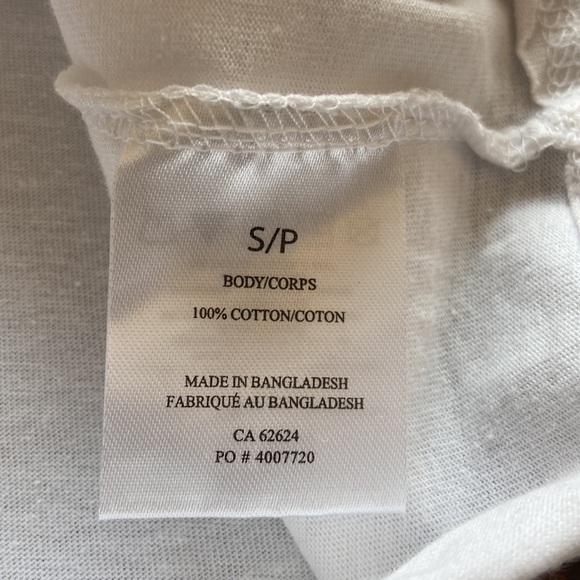 S/P
BODY/CORPS
100% COTTON/COTON
MADE IN BANGLADESH
FABRIQUÉ AU BANGLADESH
CA 62624
PO # 4007720